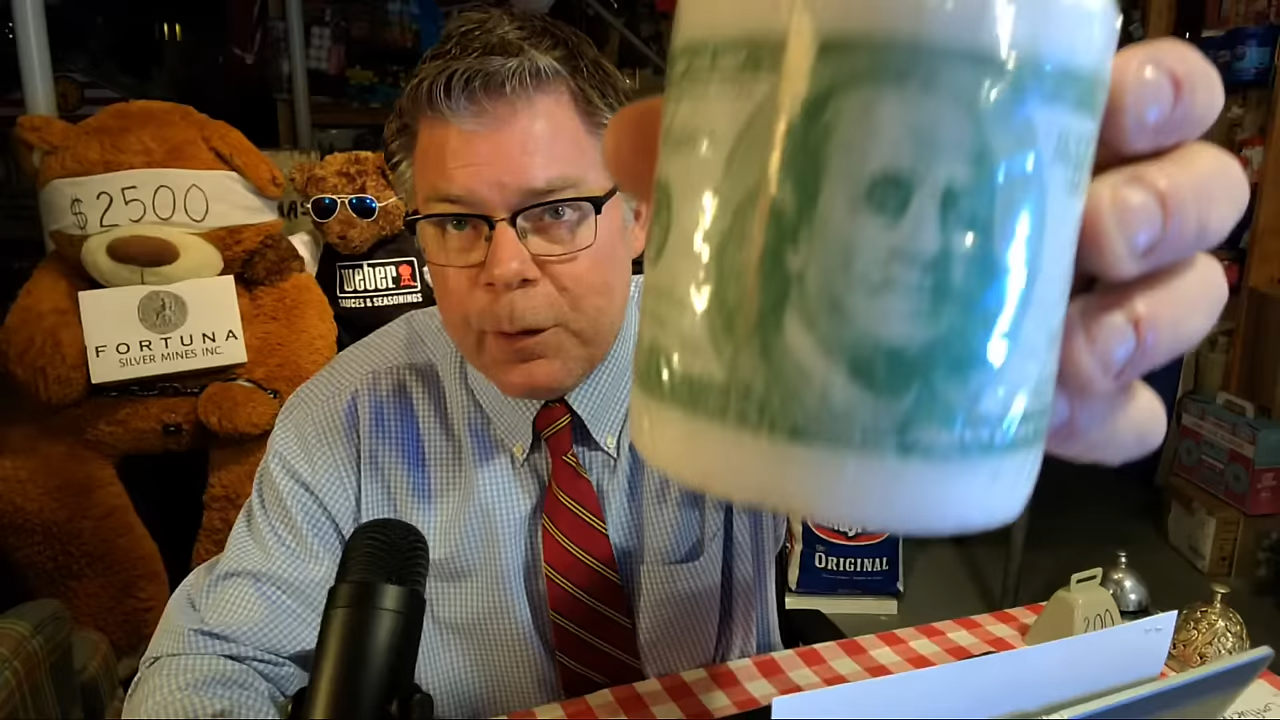 $2500
FORTUNA
SILVER MINES INC.
weber
SAUCES & SEASONINGS
ORIGINAL
200